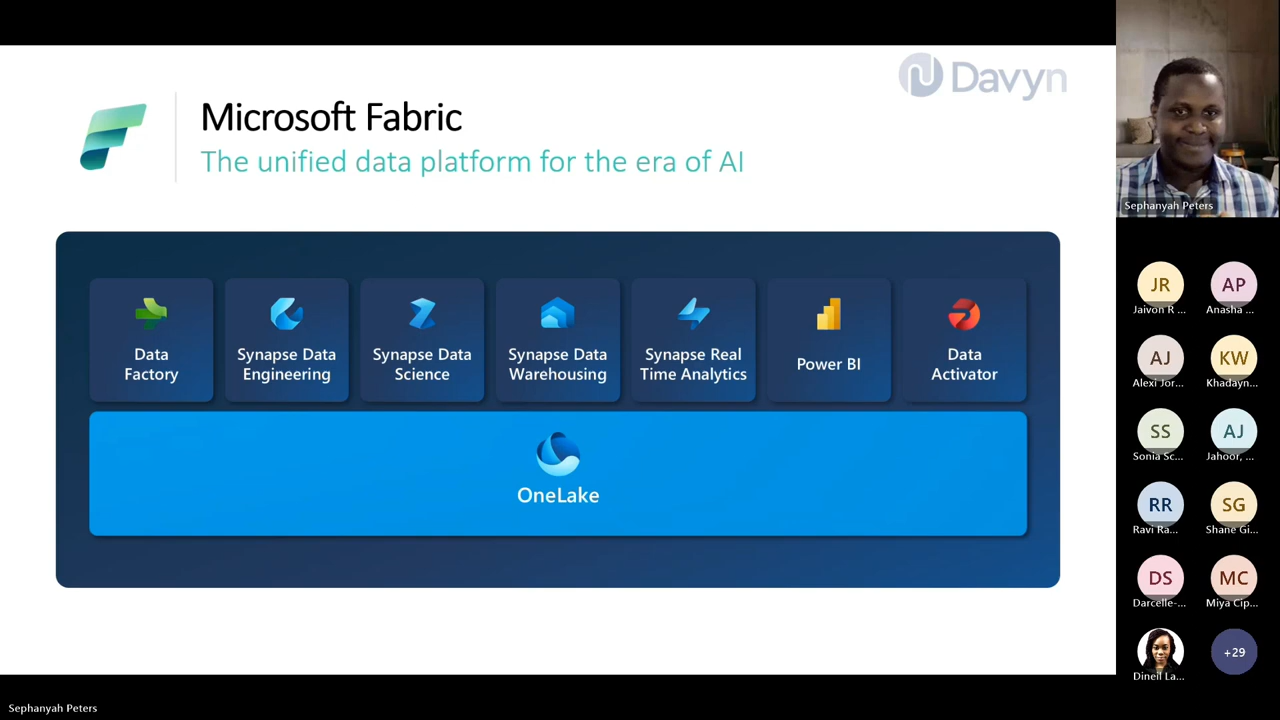 Davyn
Microsoft Fabric
The unified data platform for the era of AI
Data
Factory
Synapse Data
Engineering
Synapse Data
Science
Synapse Data
Warehousing
Synapse Real
Time Analytics
Power BI
Data
Activator
OneLake
Sephanyah Peters
JR
Jaivon R ...
AP
Anasha ...
AJ
Alexi Jor...
KW
Khadayn...
SS
Sonia Sc...
AJ
Jahoor, ...
RR
Ravi Ra...
SG
Shane Gi...
DS
Darcelle-...
MC
Miya Cip...
Dineil La...
+29
Sephanyah Peters